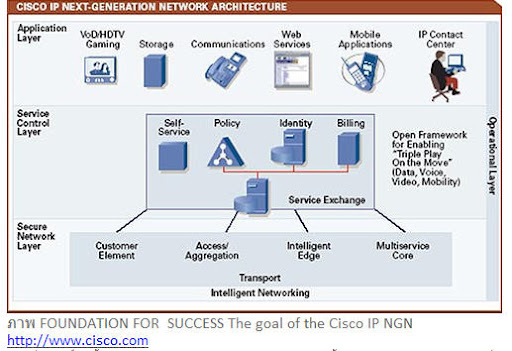 CISCO IP NEXT-GENERATION NETWORK ARCHITECTURE
Application
Layer
VoD/HDTV
Gaming
Storage
Communications
Web
Services
Mobile
Applications
IP Contact
Center
Service
Control
Layer
Self-
Service
Policy
Identity
Billing
Service Exchange
Open Framework
for Enabling
"Triple Play
On the Move"
(Data, Voice,
Video, Mobility)
Operational Layer
Secure
Network
Layer
Customer
Element
Access/
Aggregation
Intelligent
Edge
Multiservice
Core
Transport
Intelligent Networking
ภาพ FOUNDATION FOR SUCCESS The goal of the Cisco IP NGN
http://www.cisco.com